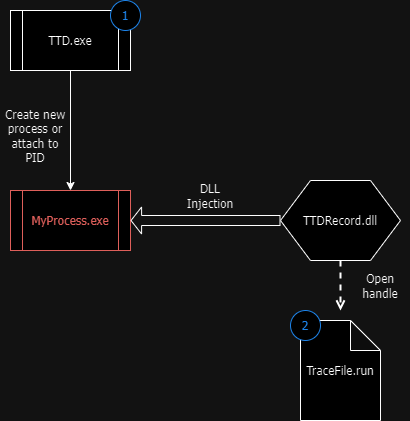 1
TTD.exe
Create new
process or
attach to
PID
DLL
Injection
MyProcess.exe
TTDRecord.dll
Open
handle
2
TraceFile.run